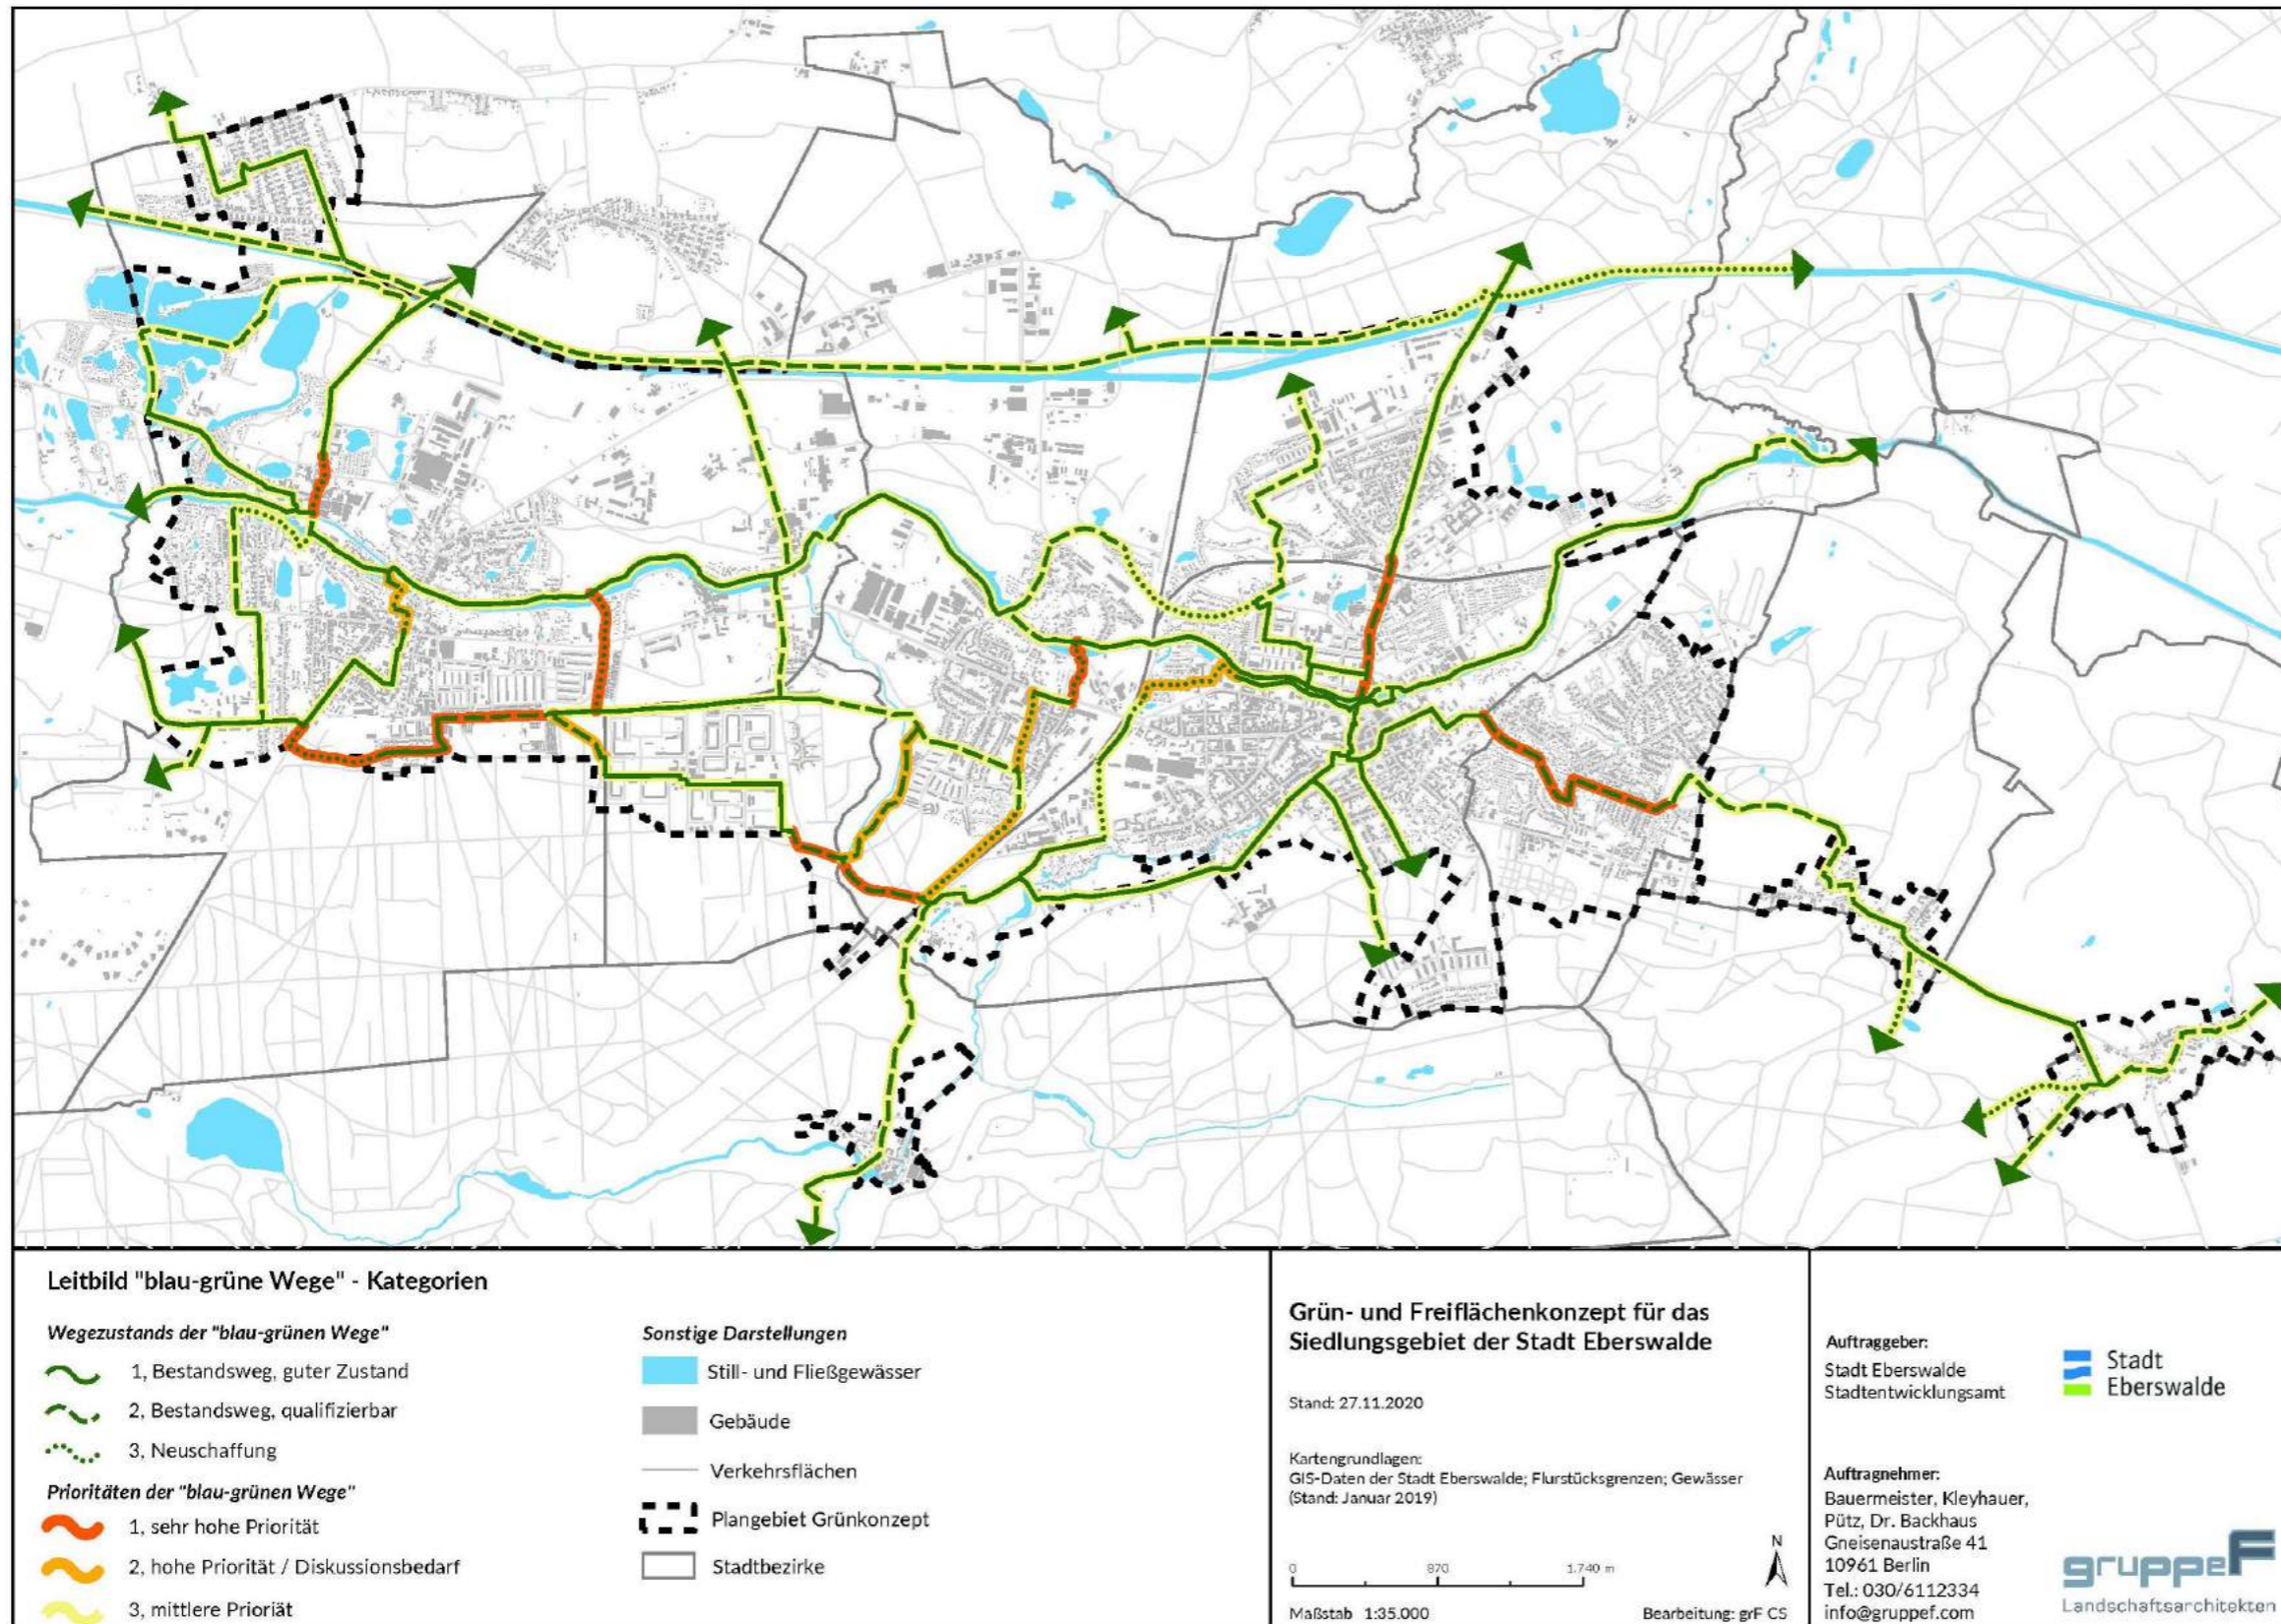 Leitbild "blau-grüne Wege" - Kategorien
Wegezustands der "blau-grünen Wege"
1, Bestandsweg, guter Zustand
2, Bestandsweg, qualifizierbar
3, Neuschaffung
Prioritäten der "blau-grünen Wege"
1, sehr hohe Priorität
2, hohe Priorität / Diskussionsbedarf
3, mittlere Prioriät
Sonstige Darstellungen
Still- und Fließgewässer
Gebäude
Verkehrsflächen
Plangebiet Grünkonzept
Stadtbezirke
Grün- und Freiflächenkonzept für das
Siedlungsgebiet der Stadt Eberswalde
Stand: 27.11.2020
Kartengrundlagen:
GIS-Daten der Stadt Eberswalde; Flurstücksgrenzen; Gewässer
(Stand: Januar 2019)
N
0 870 1.740 m
Maßstab 1:35.000
Bearbeitung: grF CS
Auftraggeber:
Stadt Eberswalde
Stadtentwicklungsamt
Stadt
Eberswalde
Auftragnehmer:
Bauermeister, Kleyhauer,
Pütz, Dr. Backhaus
Gneisenaustraße 41
10961 Berlin
Tel.: 030/6112334
info@gruppef.com
gruppeF
Landschaftsarchitekten